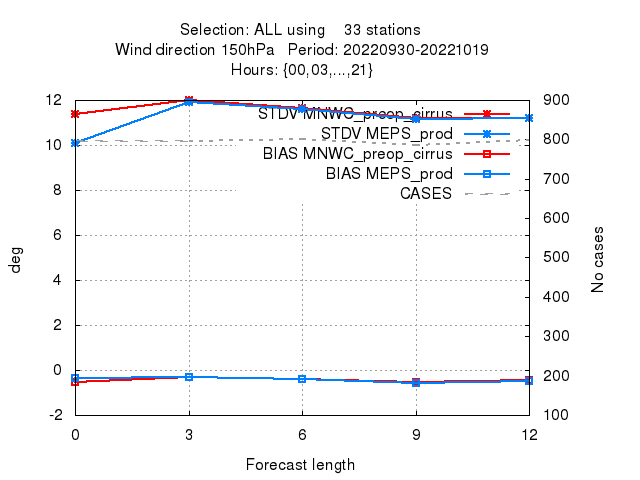 Selection: ALL using 33 stations
Wind direction 150hPa Period: 20220930-20221019
Hours: {00,03,...,21}
12 900
STDV MNWC_preop_cirrus
STDV MEPS_prod
10 800
BIAS MNWC_preop_cirrus
BIAS MEPS_prod
700
8
CASES
600
6
deg
No cases
500
4 400
2 300
0 200
-2 100
0 3 6 9 12
Forecast length